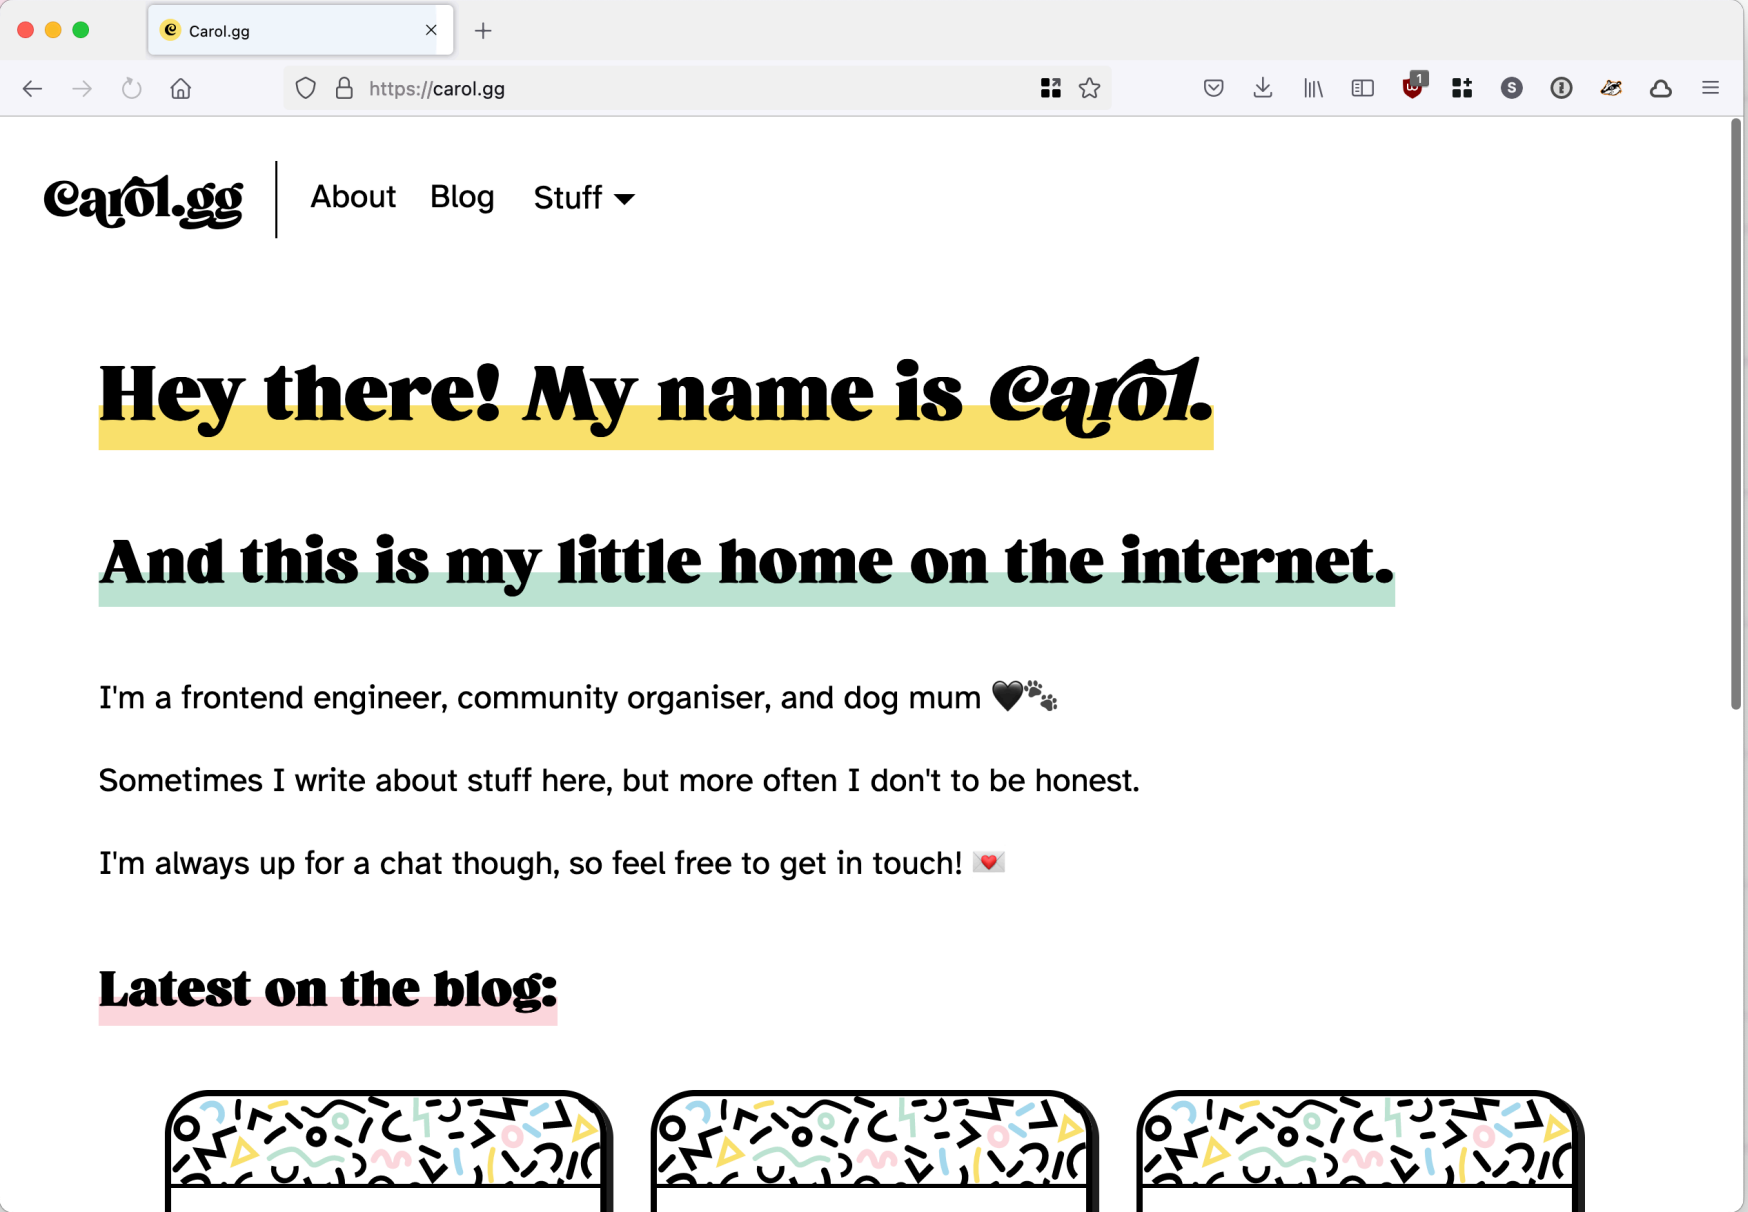 Carol.gg
https://carol.gg
1
S
Carol.gg
About Blog Stuff
Hey there! My name is Carol.
And this is my little home on the internet.
I'm a frontend engineer, community organiser, and dog mum 🖤🐾
Sometimes I write about stuff here, but more often I don't to be honest.
I'm always up for a chat though, so feel free to get in touch! 💌
Latest on the blog: